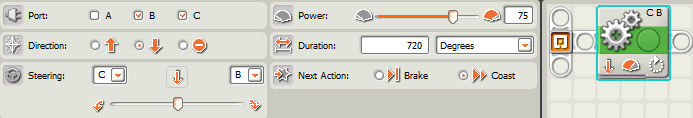 Port: A B C
Power: 75
C B
Direction:
Duration: 720 Degrees
Steering: C B
Next Action: Brake Coast